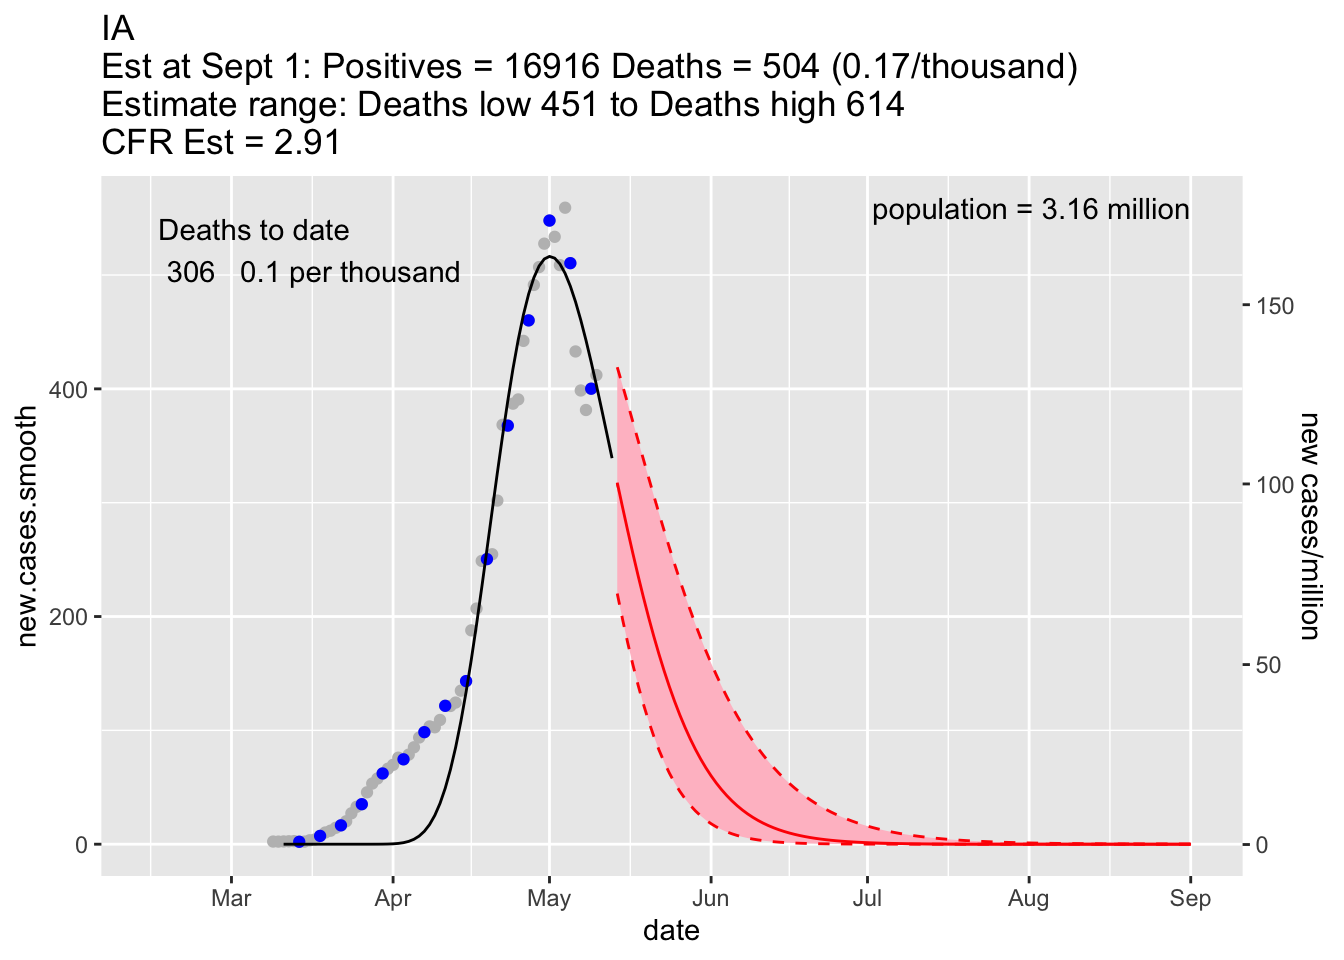 IA
Est at Sept 1: Positives = 16916 Deaths = 504 (0.17/thousand)
Estimate range: Deaths low 451 to Deaths high 614
CFR Est = 2.91
population = 3.16 million
Deaths to date
306 0.1 per thousand
new.cases.smooth
400
200
0
150
100
50
0
new cases/million
Mar Apr May Jun Jul Aug Sep
date